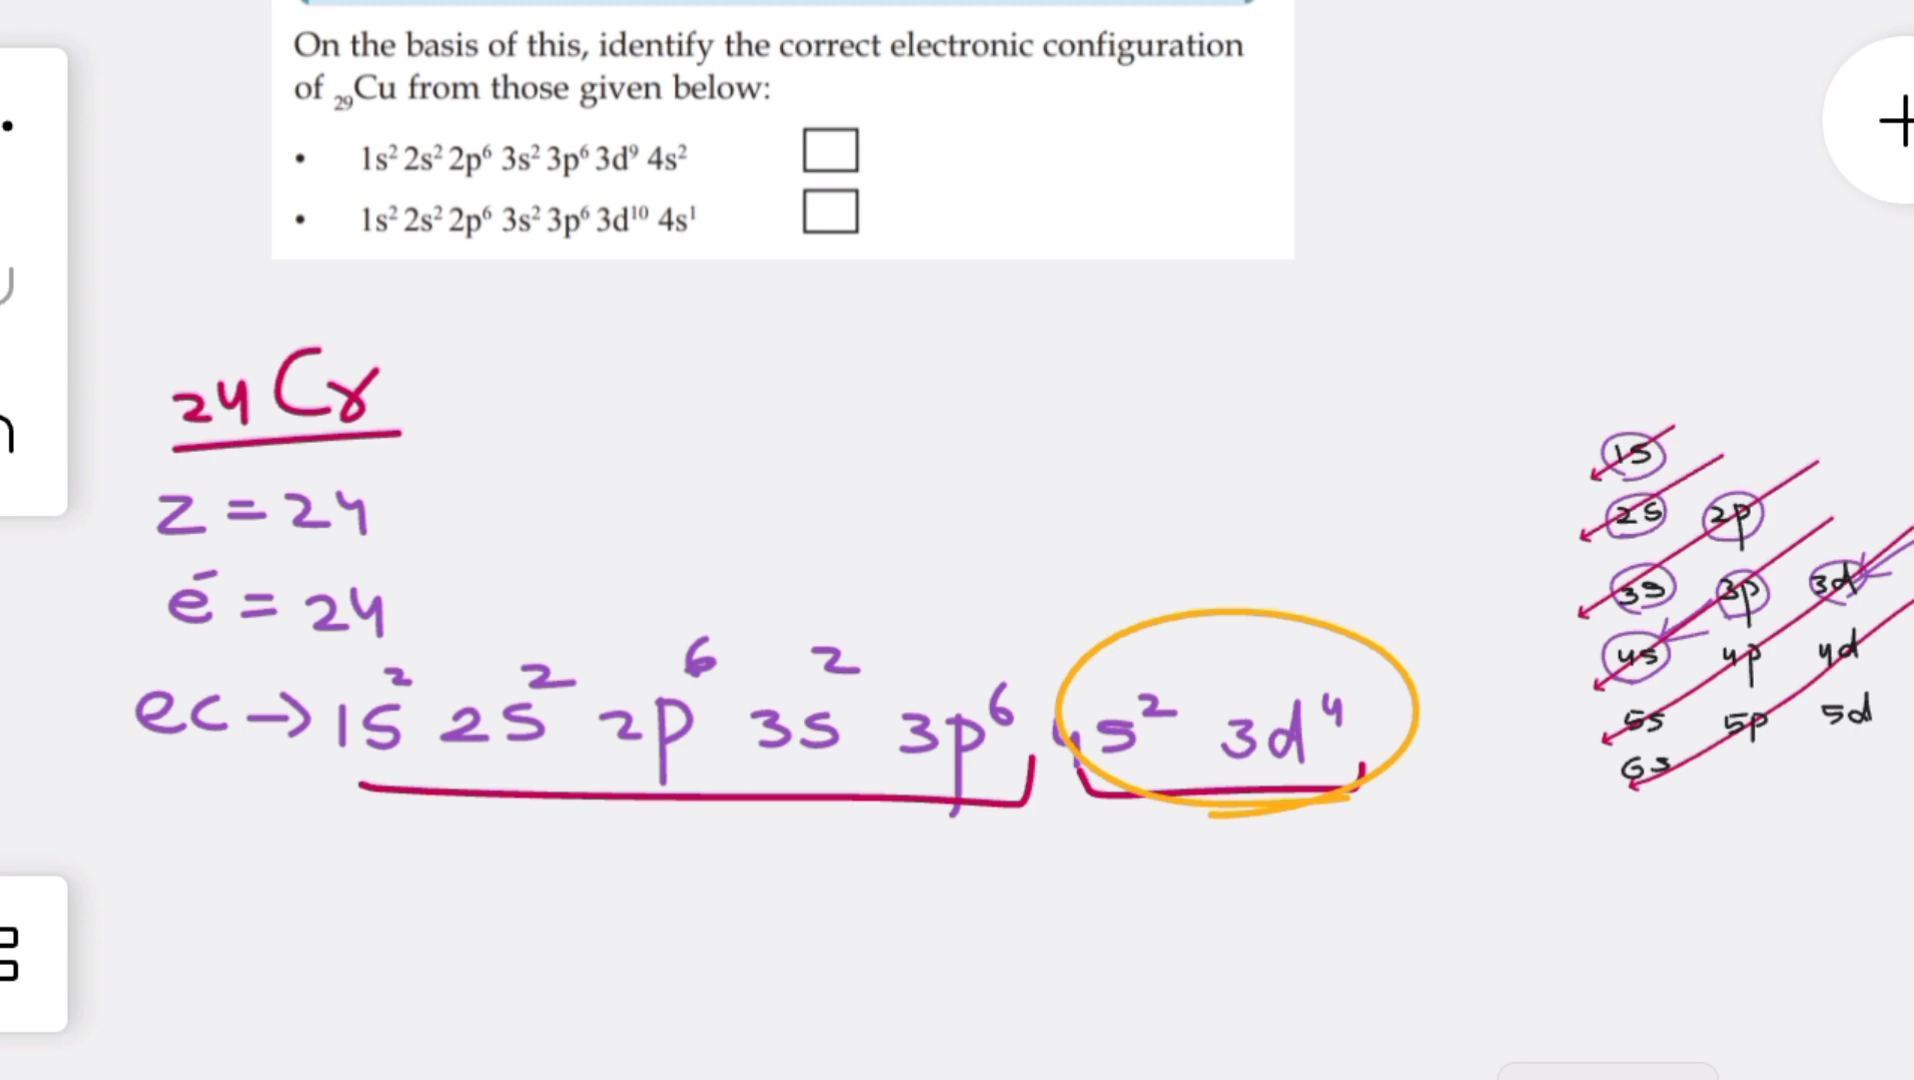 On the basis of this, identify the correct electronic configuration
of ₂₉Cu from those given below:
• 1s² 2s² 2p⁶ 3s² 3p⁶ 3d⁹ 4s²
• 1s² 2s² 2p⁶ 3s² 3p⁶ 3d¹⁰ 4s¹
₂₄Cr
Z = 24
e⁻ = 24
ec → 1s² 2s² 2p⁶ 3s² 3p⁶ 4s² 3d⁴
1s
2s 2p
3s 3p 3d
4s 4p 4d
5s 5p 5d
6s